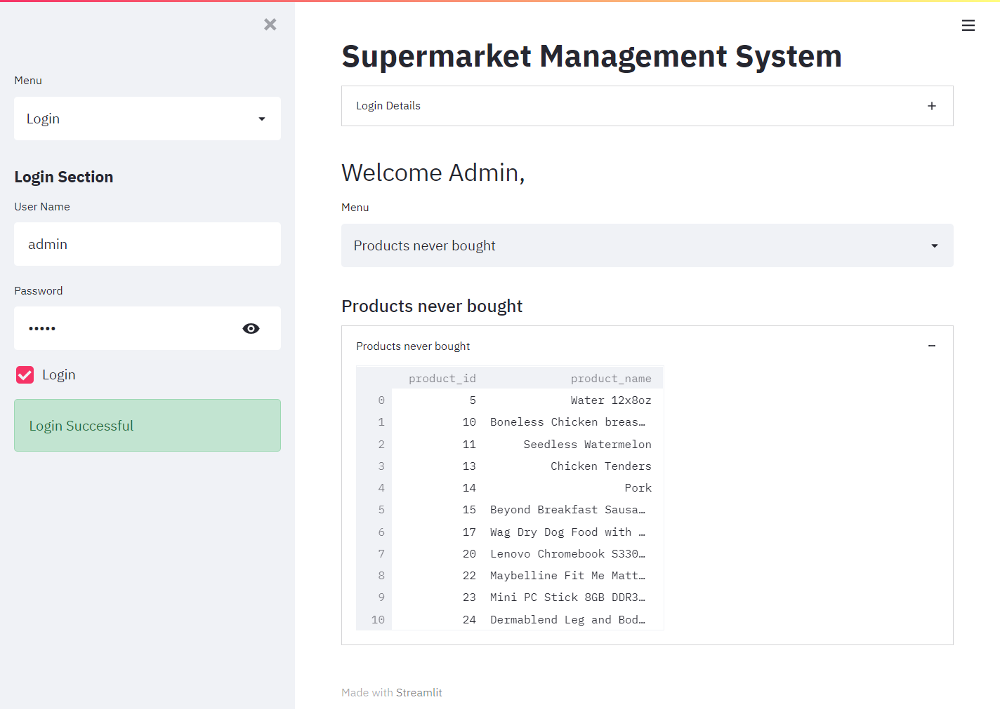 Menu
Login
Login Section
User Name
admin
Password
•••••
Login
Login Successful
Supermarket Management System
Login Details
Welcome Admin,
Menu
Products never bought
Products never bought
Products never bought
product_id product_name
0 5 Water 12x8oz
1 10 Boneless Chicken breas…
2 11 Seedless Watermelon
3 13 Chicken Tenders
4 14 Pork
5 15 Beyond Breakfast Sausa…
6 17 Wag Dry Dog Food with …
7 20 Lenovo Chromebook S330…
8 22 Maybelline Fit Me Matt…
9 23 Mini PC Stick 8GB DDR3…
10 24 Dermablend Leg and Bod…
Made with Streamlit